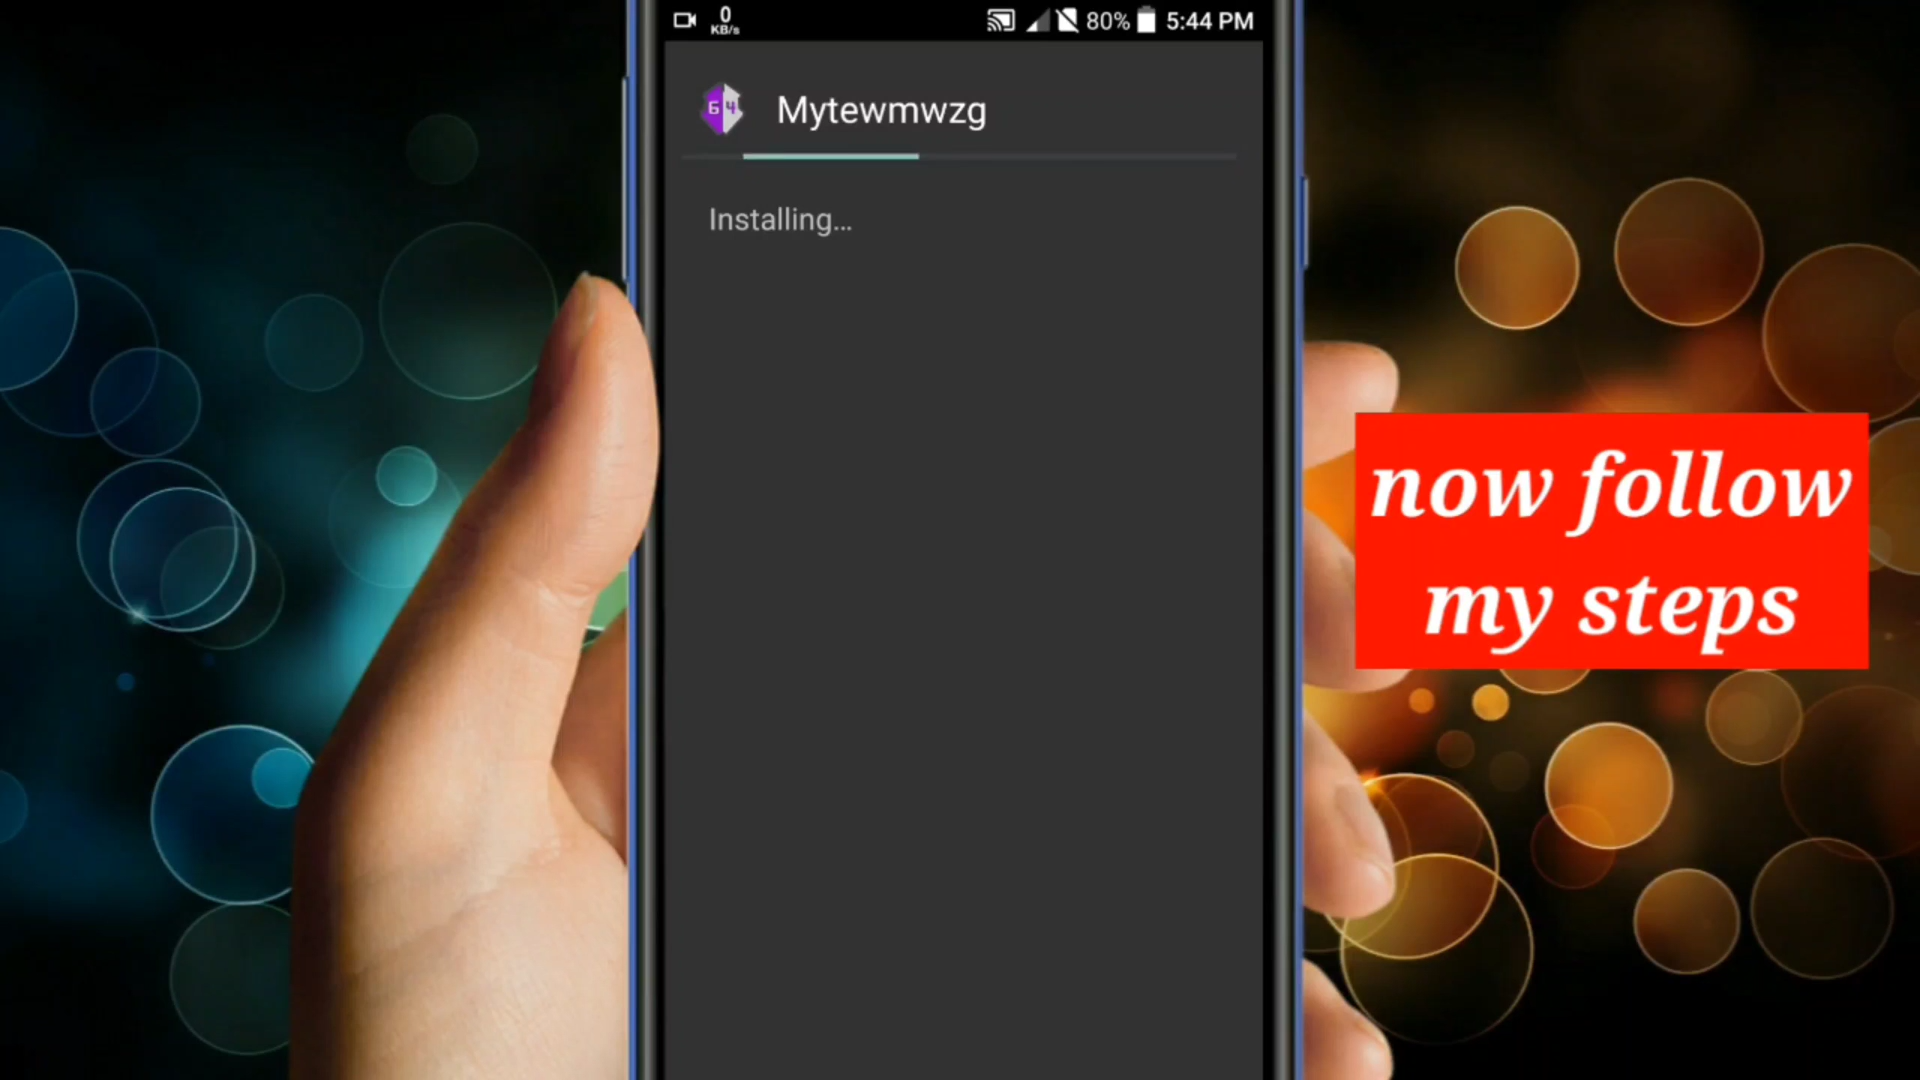 0
KB/s
80%
5:44 PM
64
Mytewmwzg
Installing...
now follow
my steps